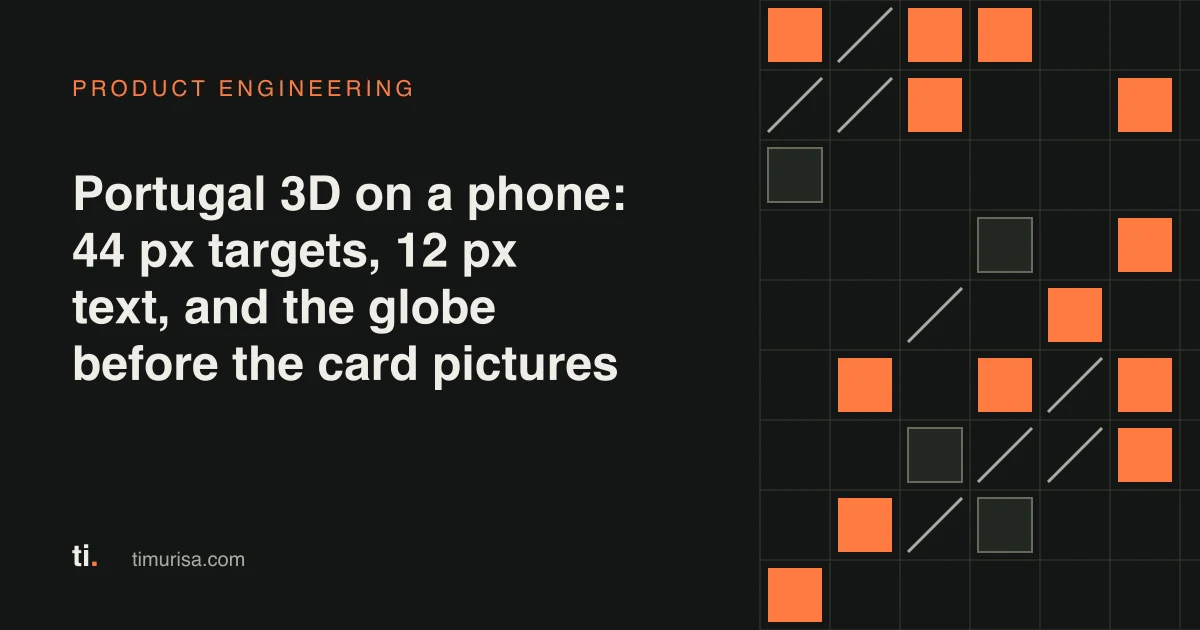 PRODUCT ENGINEERING
Portugal 3D on a phone:
44 px targets, 12 px
text, and the globe
before the card pictures
ti.
timurisa.com